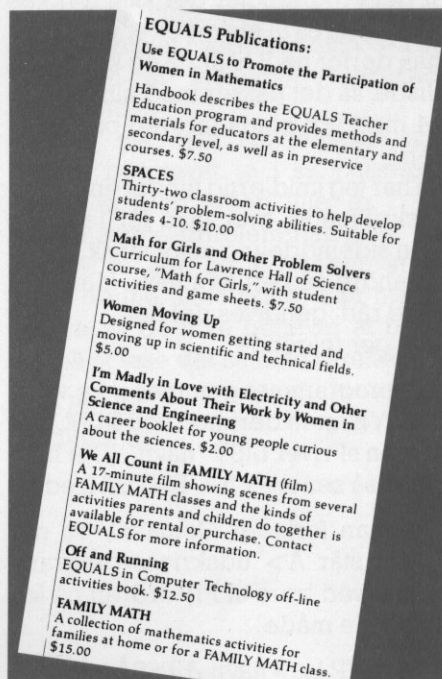 EQUALS Publications:
Use EQUALS to Promote the Participation of
Women in Mathematics
Handbook describes the EQUALS Teacher
Education program and provides methods and
materials for educators at the elementary and
secondary level, as well as in preservice
courses. $7.50
SPACES
Thirty-two classroom activities to help develop
students' problem-solving abilities. Suitable for
grades 4-10. $10.00
Math for Girls and Other Problem Solvers
Curriculum for Lawrence Hall of Science
course, "Math for Girls," with student
activities and game sheets. $7.50
Women Moving Up
Designed for women getting started and
moving up in scientific and technical fields.
$5.00
I'm Madly in Love with Electricity and Other
Comments About Their Work by Women in
Science and Engineering
A career booklet for young people curious
about the sciences. $2.00
We All Count in FAMILY MATH (film)
A 17-minute film showing scenes from several
FAMILY MATH classes and the kinds of
activities parents and children do together is
available for rental or purchase. Contact
EQUALS for more information.
Off and Running
EQUALS in Computer Technology off-line
activities book. $12.50
FAMILY MATH
A collection of mathematics activities for
families at home or for a FAMILY MATH class.
$15.00